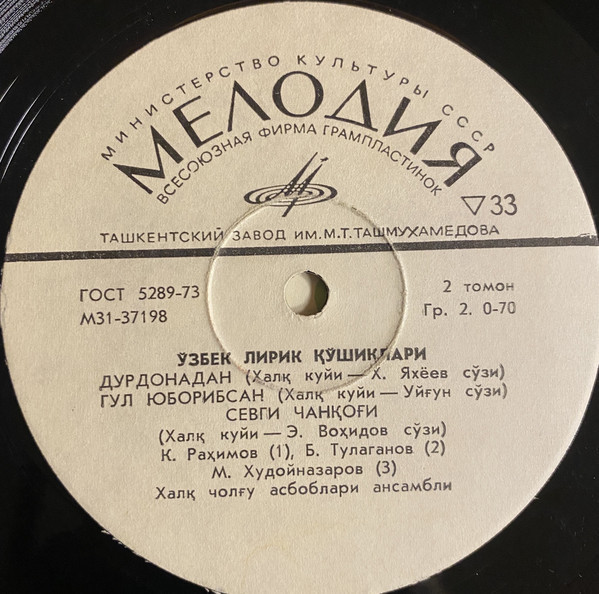 МИНИСТЕРСТВО КУЛЬТУРЫ СССР
МЕЛОДИЯ
ВСЕСОЮЗНАЯ ФИРМА ГРАМПЛАСТИНОК
▽33
ТАШКЕНТСКИЙ ЗАВОД ИМ.М.Т.ТАШМУХАМЕДОВА
ГОСТ 5289-73
2 томон
М31-37198
Гр. 2. 0-70
ЎЗБЕК ЛИРИК ҚЎШИҚЛАРИ
ДУРДОНАДАН (Халқ куйи — Х. Яхёев сўзи)
ГУЛ ЮБОРИБСАН (Халқ куйи — Уйғун сўзи)
СЕВГИ ЧАНҚОҒИ
(Халқ куйи — Э. Воҳидов сўзи)
К. Раҳимов (1), Б. Тулаганов (2)
М. Худойназаров (3)
Халқ чолғу асбоблари ансамбли